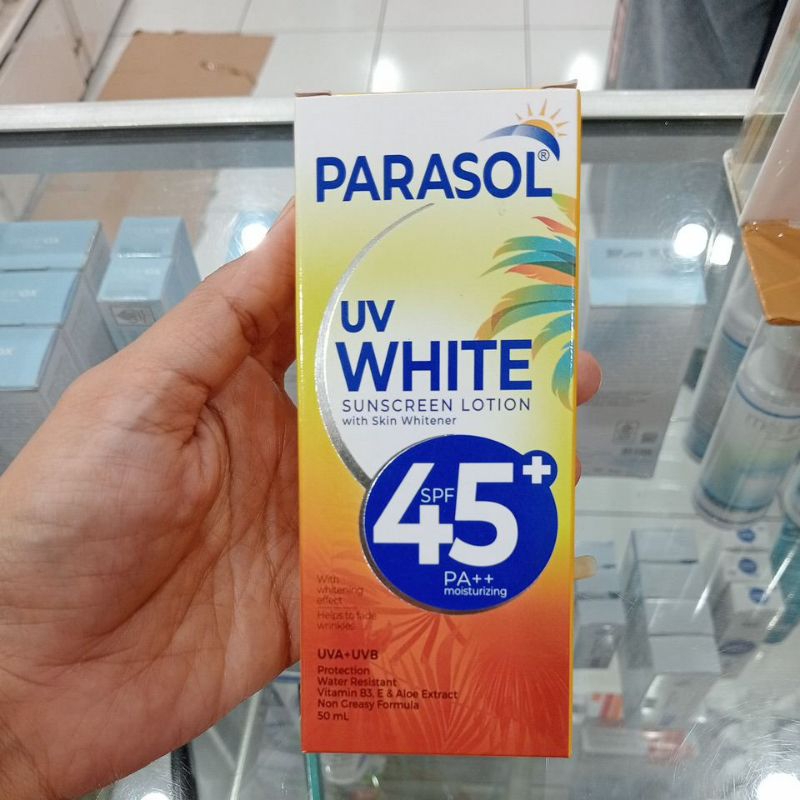 PARASOL®
UV
WHITE
SUNSCREEN LOTION
with Skin Whitener
SPF
45+
PA++
moisturizing
With
whitening
effect
Helps to fade
wrinkles
UVA+UVB
Protection
Water Resistant
Vitamin B3, E & Aloe Extract
Non Greasy Formula
50 mL